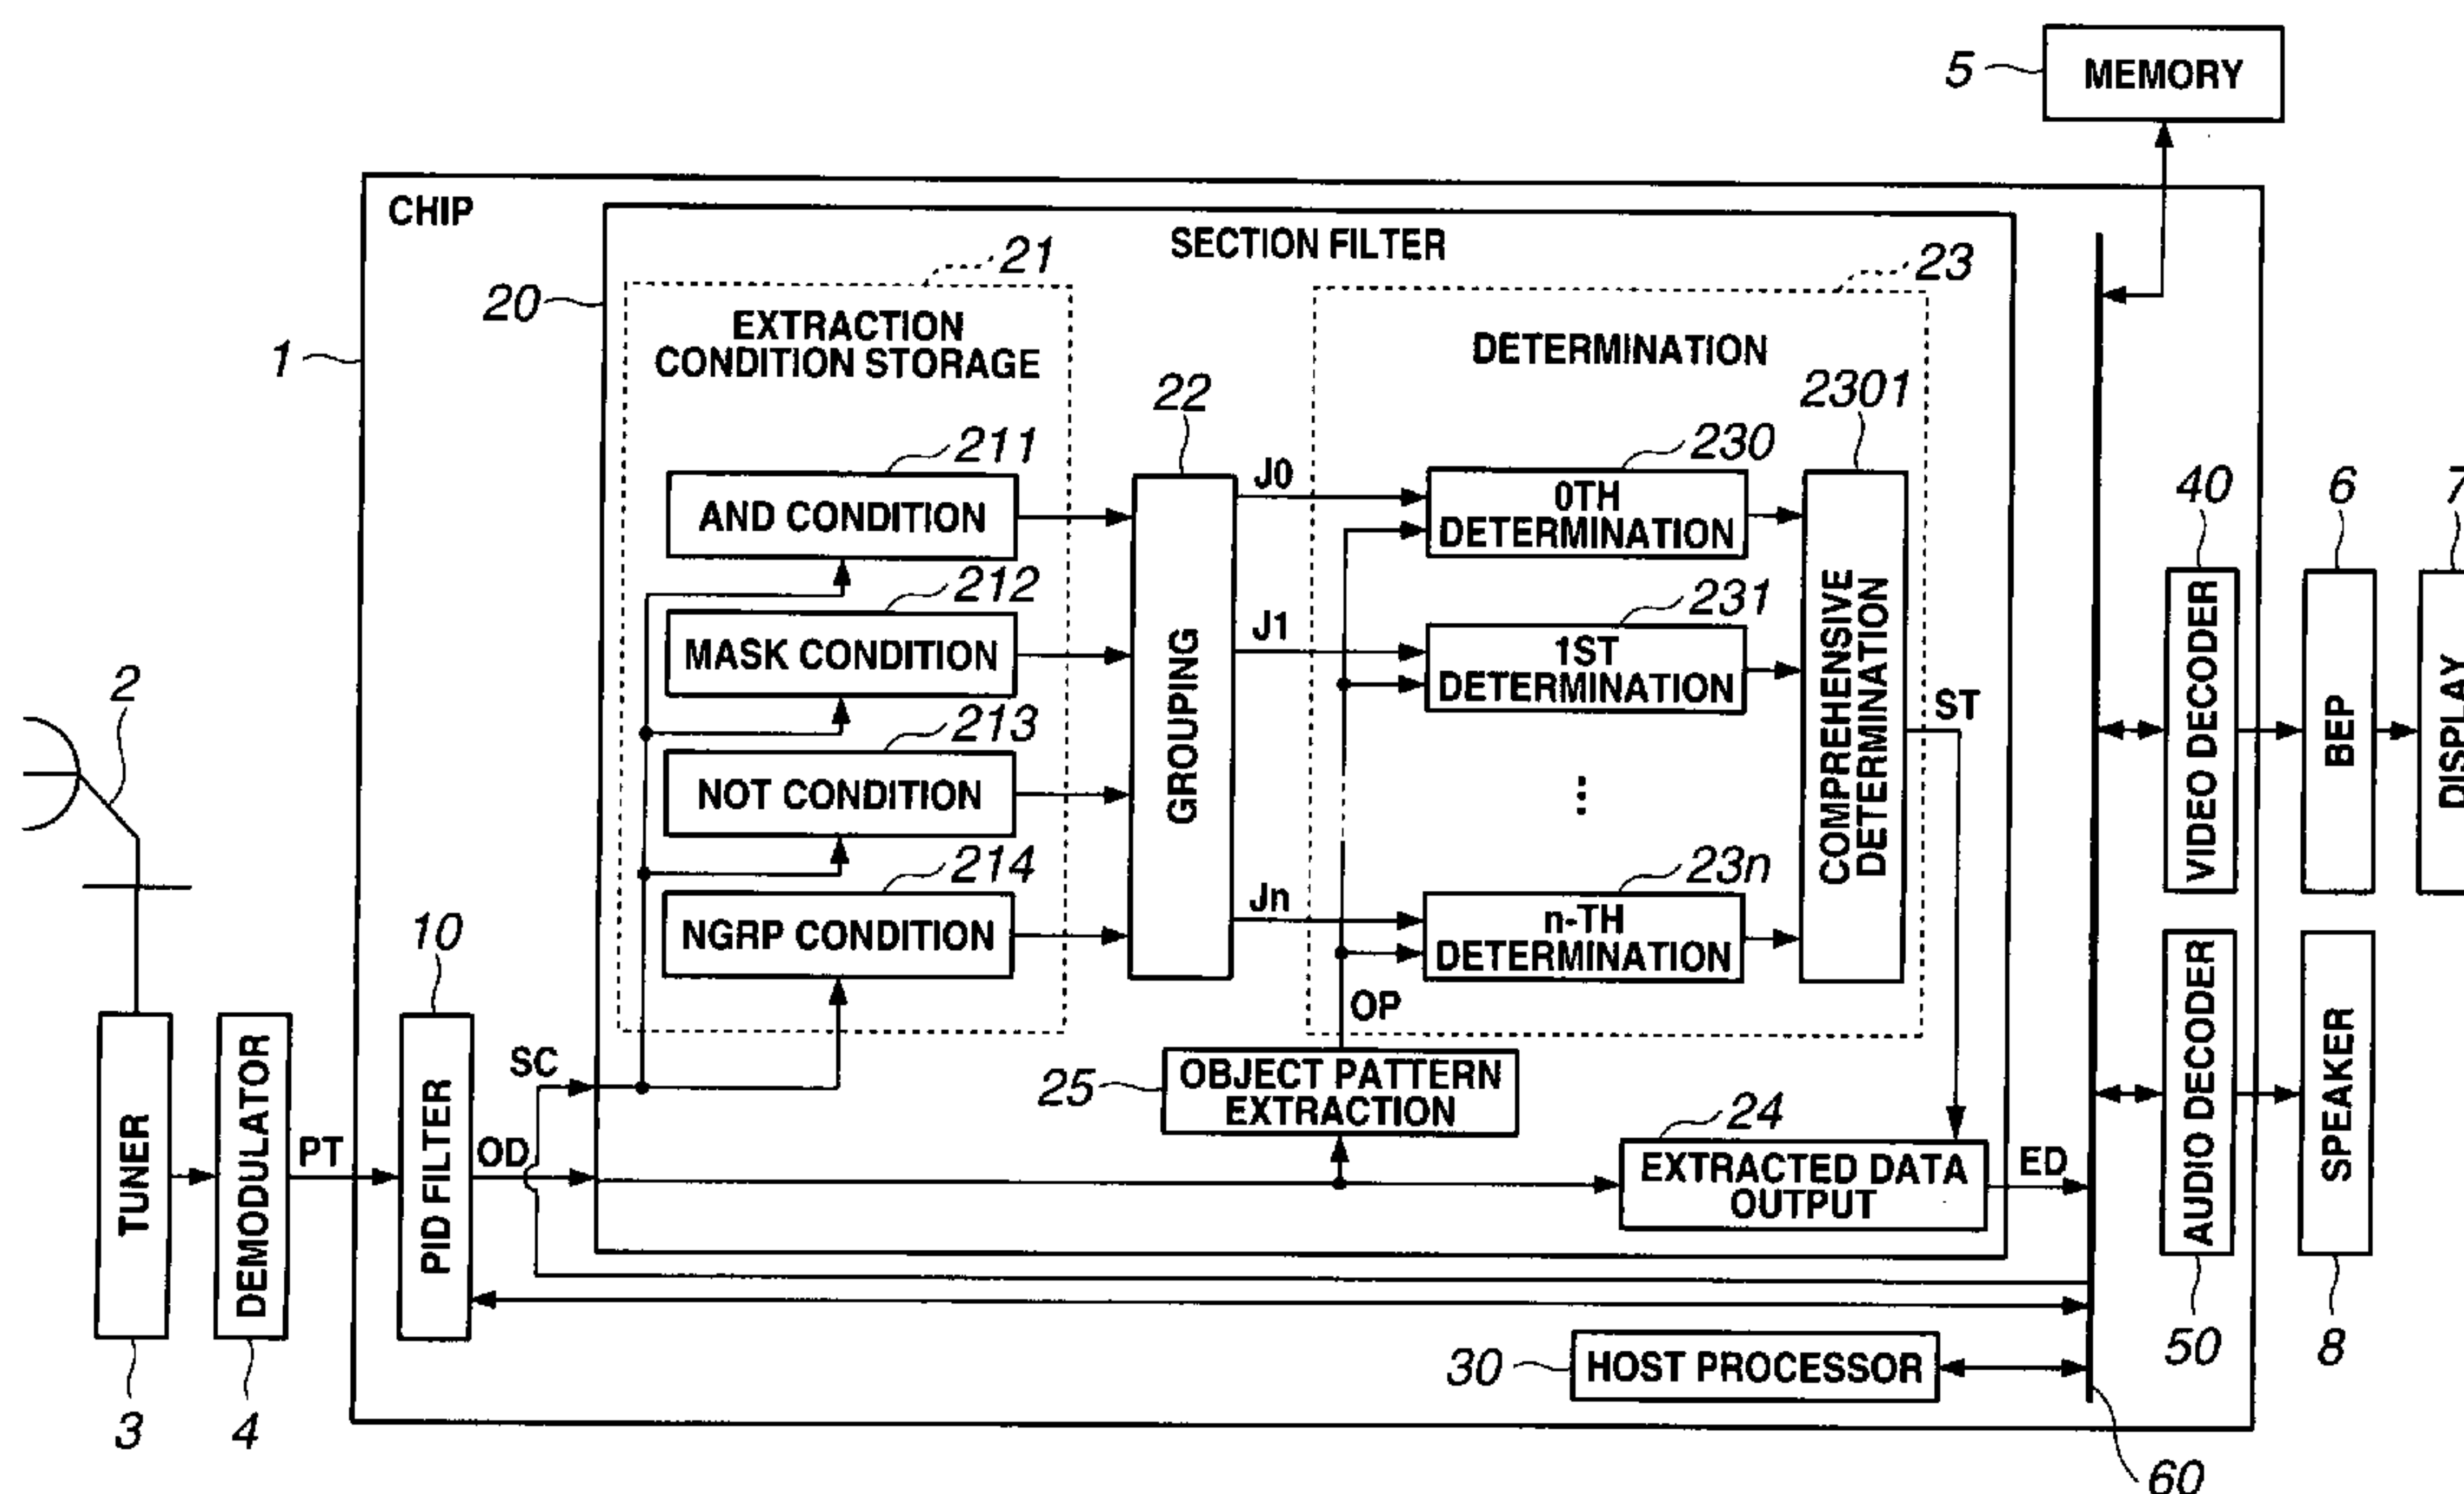 5
MEMORY
CHIP
SECTION FILTER
21
23
20
1
EXTRACTION
CONDITION STORAGE
DETERMINATION
22
2301
211
230
J0
AND CONDITION
0TH
DETERMINATION
40
6
7
212
231
J1
MASK CONDITION
1ST
DETERMINATION
GROUPING
COMPREHENSIVE
DETERMINATION
ST
VIDEO DECODER
BEP
DISPLAY
2
213
NOT CONDITION
⋮
214
23n
Jn
NGRP CONDITION
n-TH
DETERMINATION
10
OP
SC
25
OBJECT PATTERN
EXTRACTION
24
TUNER
DEMODULATOR
PT
PID FILTER
OD
EXTRACTED DATA
OUTPUT
ED
AUDIO DECODER
SPEAKER
30
HOST PROCESSOR
50
8
3
4
60